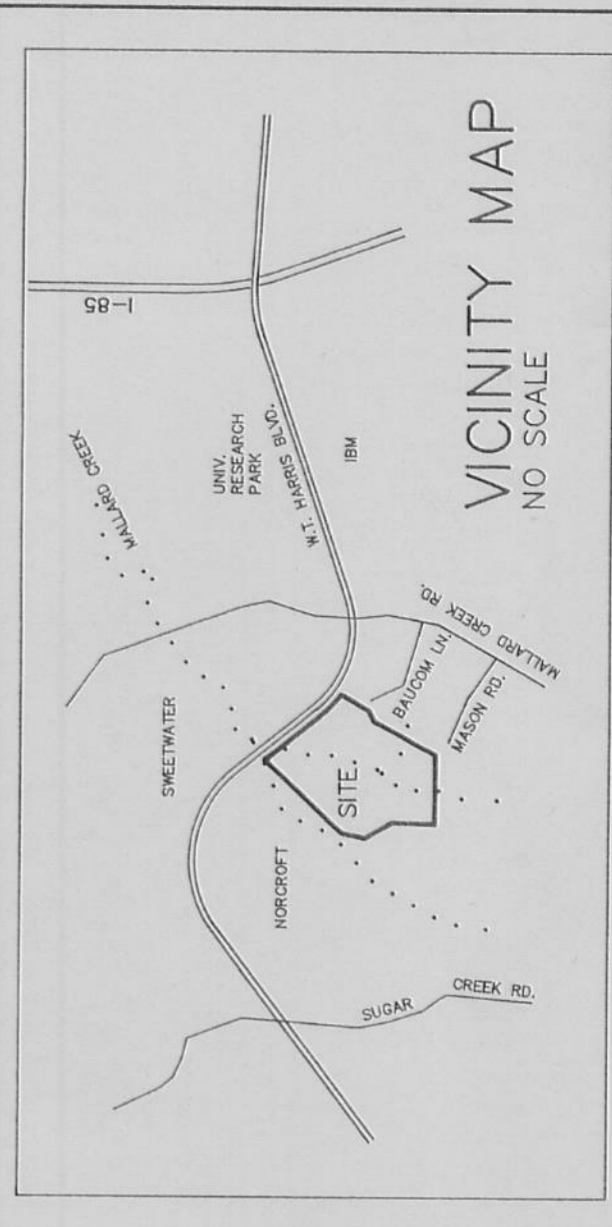 I-85
MALLARD CREEK
UNIV.
RESEARCH
PARK
W.T. HARRIS BLVD.
IBM
SWEETWATER
MALLARD CREEK RD.
BAUCOM LN.
MASON RD.
SITE.
NORCROFT
SUGAR
CREEK RD.
VICINITY MAP
NO SCALE